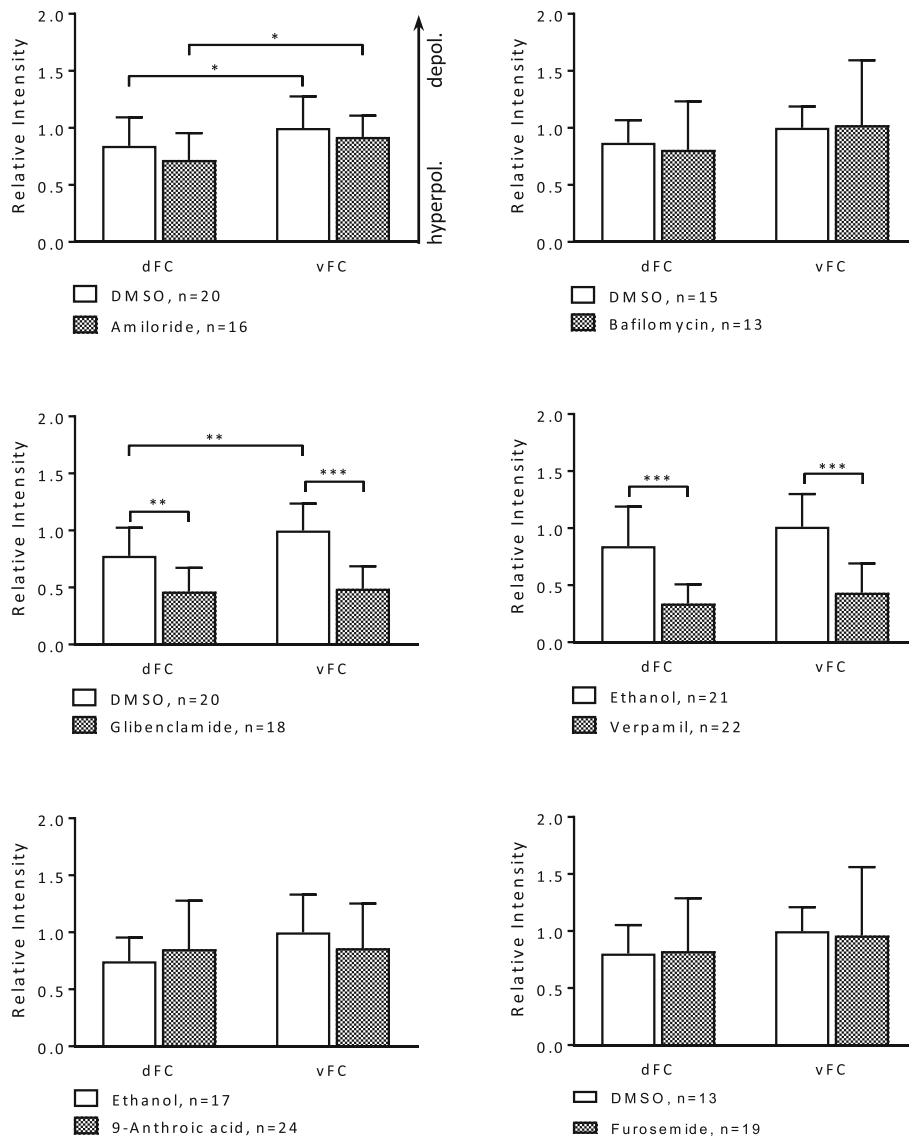 Relative Intensity
2.0
1.5
1.0
0.5
0.0
*
*
depol.
hyperpol.
dFC vFC
DMSO, n=20
Amiloride, n=16
Relative Intensity
2.0
1.5
1.0
0.5
0.0
dFC vFC
DMSO, n=15
Bafilomycin, n=13
Relative Intensity
2.0
1.5
1.0
0.5
0.0
**
***
**
dFC vFC
DMSO, n=20
Glibenclamide, n=18
Relative Intensity
2.0
1.5
1.0
0.5
0.0
***
***
dFC vFC
Ethanol, n=21
Verpamil, n=22
Relative Intensity
2.0
1.5
1.0
0.5
0.0
dFC vFC
Ethanol, n=17
9-Anthroic acid, n=24
Relative Intensity
2.0
1.5
1.0
0.5
0.0
dFC vFC
DMSO, n=13
Furosemide, n=19